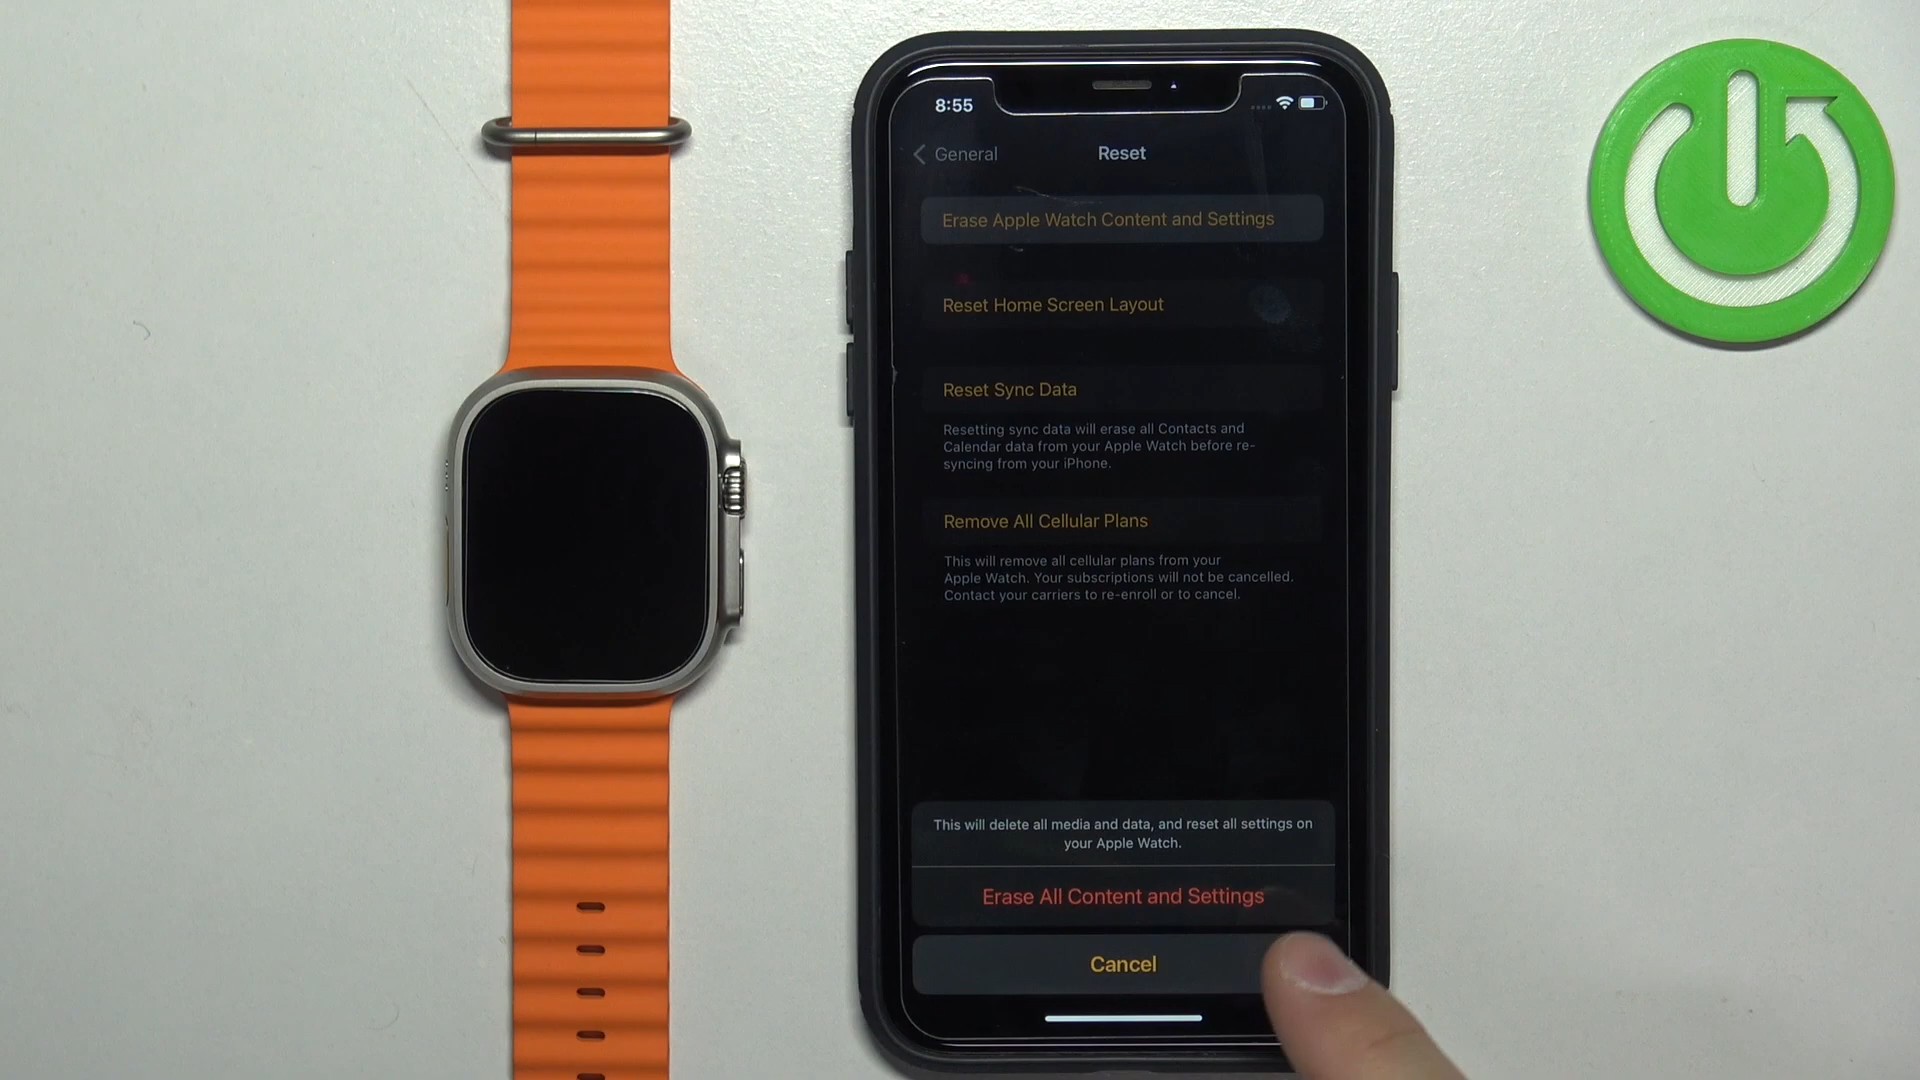 8:55
General
Reset
Erase Apple Watch Content and Settings
Reset Home Screen Layout
Reset Sync Data
Resetting sync data will erase all Contacts and
Calendar data from your Apple Watch before re-
syncing from your iPhone.
Remove All Cellular Plans
This will remove all cellular plans from your
Apple Watch. Your subscriptions will not be cancelled.
Contact your carriers to re-enroll or to cancel.
This will delete all media and data, and reset all settings on
your Apple Watch.
Erase All Content and Settings
Cancel